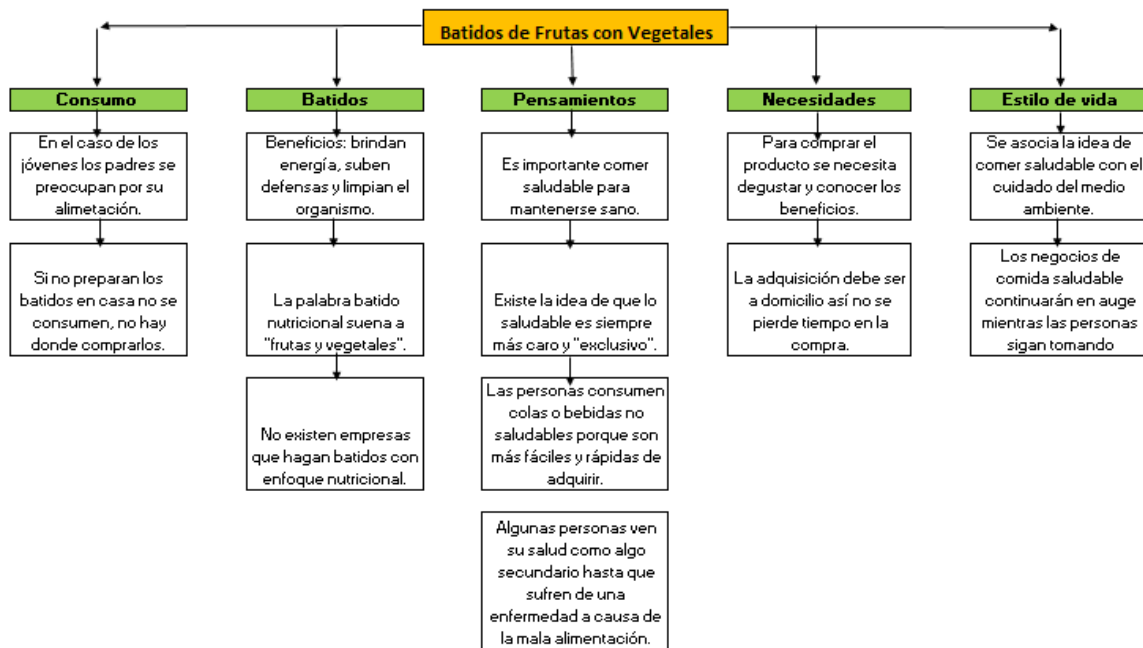 Batidos de Frutas con Vegetales
Consumo
En el caso de los
jóvenes los padres se
preocupan por su
alimetación.
Si no preparan los
batidos en casa no se
consumen, no hay
donde comprarlos.
Batidos
Beneficios: brindan
energía, suben
defensas y limpian el
organismo.
La palabra batido
nutricional suena a
"frutas y vegetales".
No existen empresas
que hagan batidos con
enfoque nutricional.
Pensamientos
Es importante comer
saludable para
mantenerse sano.
Existe la idea de que lo
saludable es siempre
más caro y "exclusivo".
Las personas consumen
colas o bebidas no
saludables porque son
más fáciles y rápidas de
adquirir.
Algunas personas ven
su salud como algo
secundario hasta que
sufren de una
enfermedad a causa de
la mala alimentación.
Necesidades
Para comprar el
producto se necesita
degustar y conocer los
beneficios.
La adquisición debe ser
a domicilio así no se
pierde tiempo en la
compra.
Estilo de vida
Se asocia la idea de
comer saludable con el
cuidado del medio
ambiente.
Los negocios de
comida saludable
continuarán en auge
mientras las personas
sigan tomando